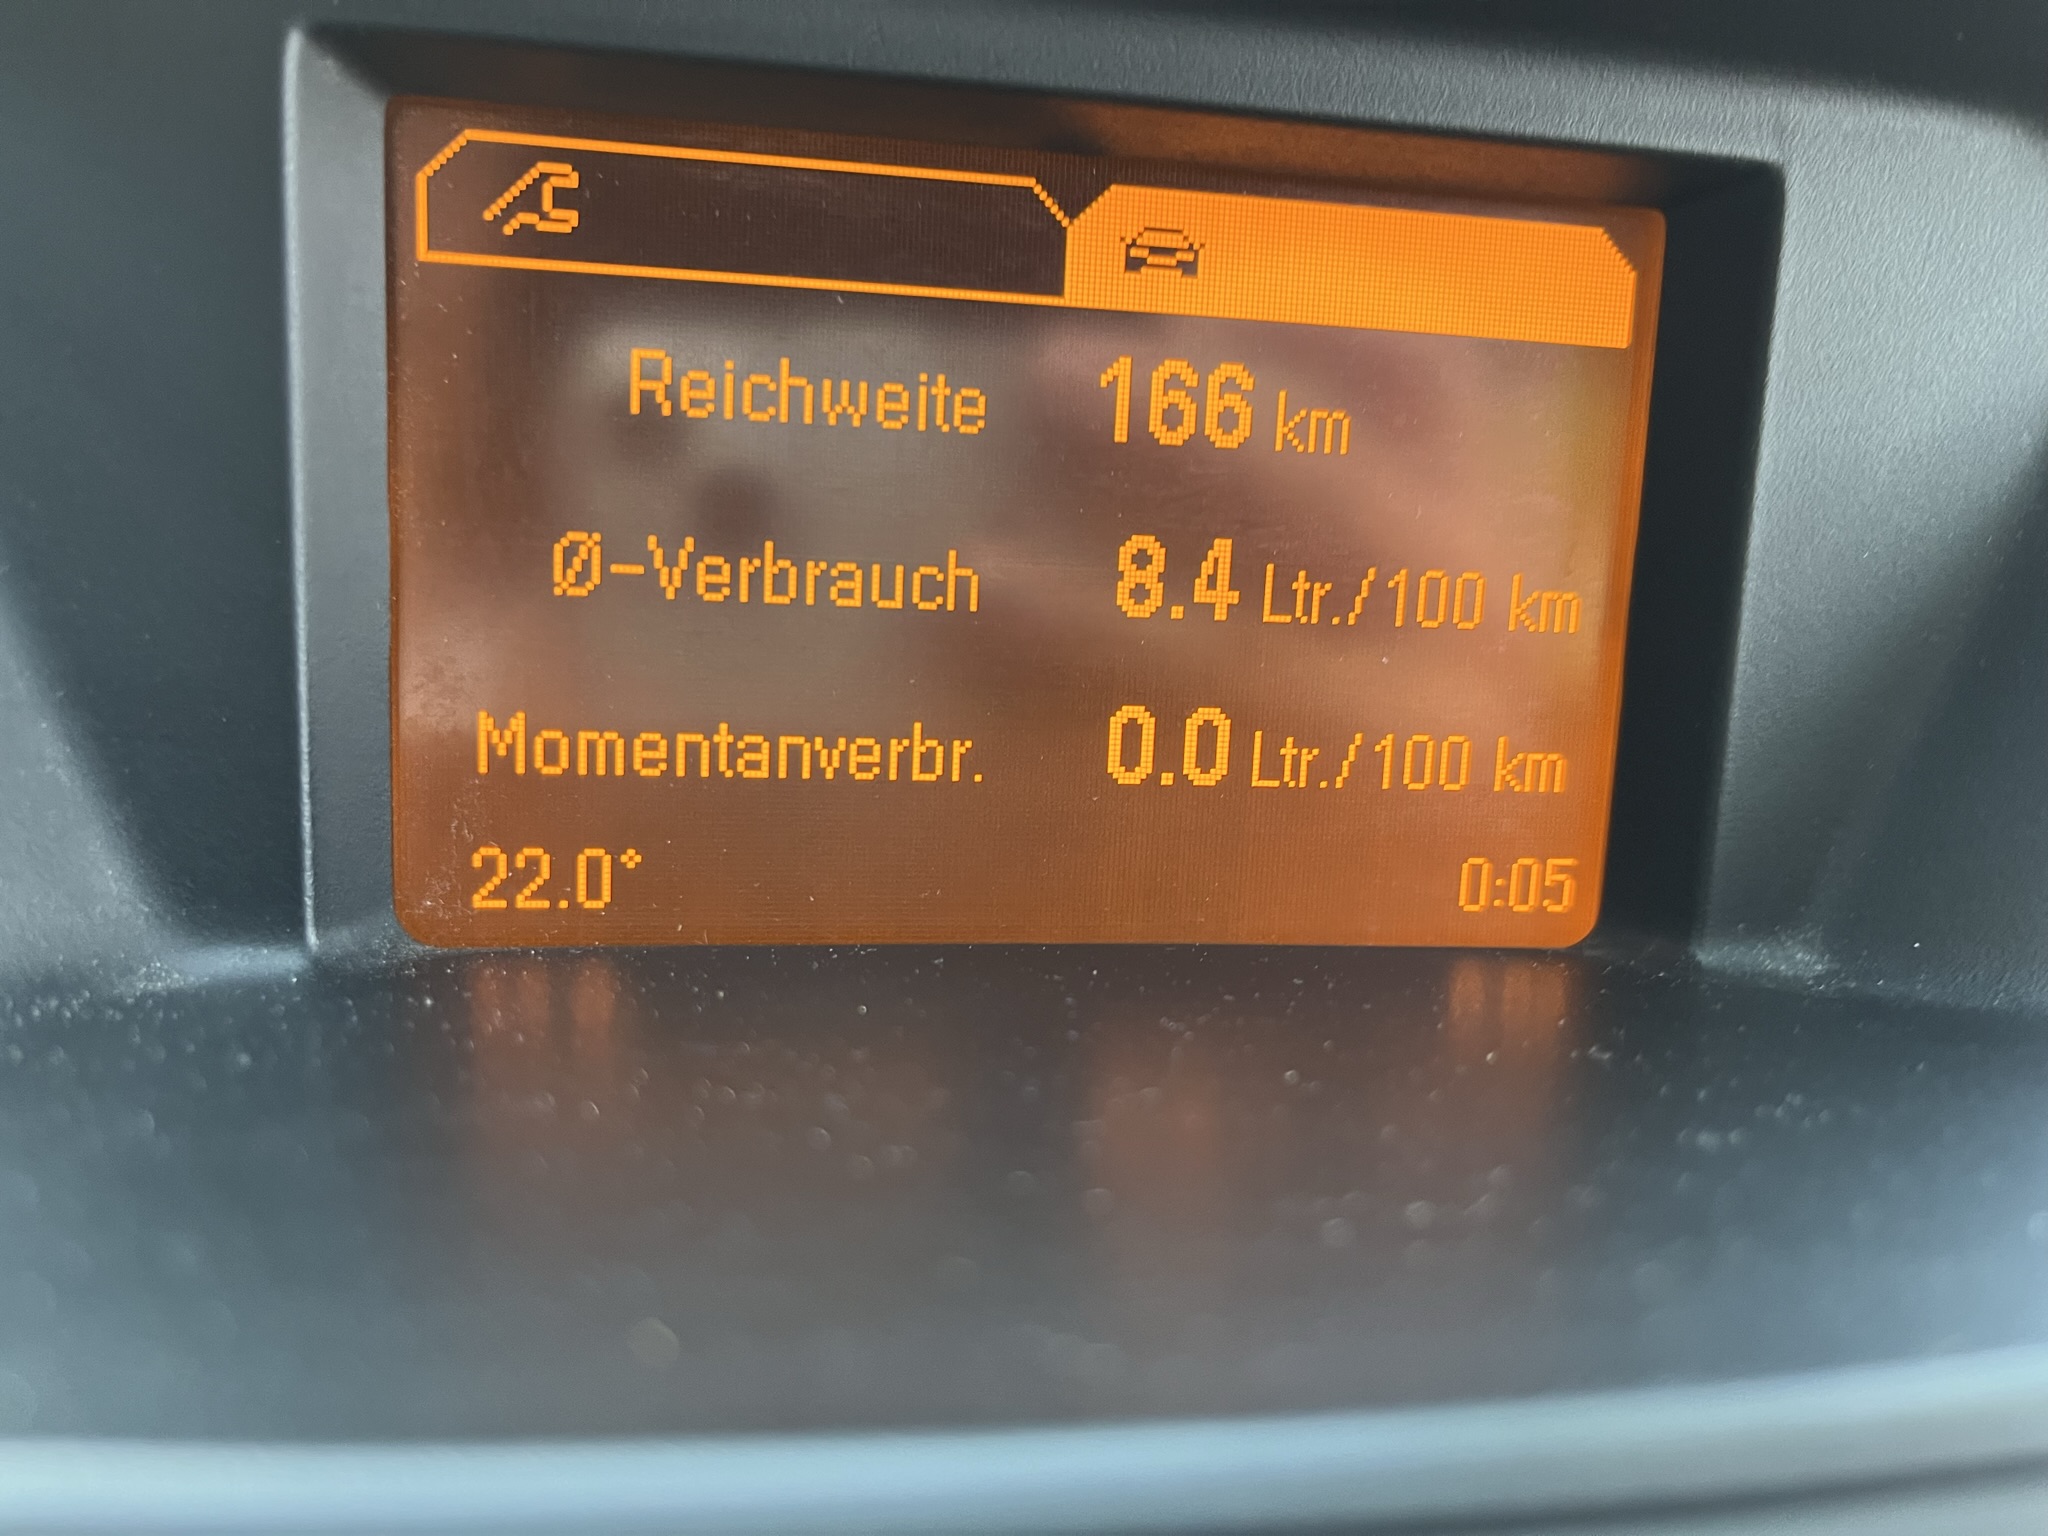 Reichweite 166 km
Ø-Verbrauch 8.4 Ltr./100 km
Momentanverbr. 0.0 Ltr./100 km
22.0° 0:05